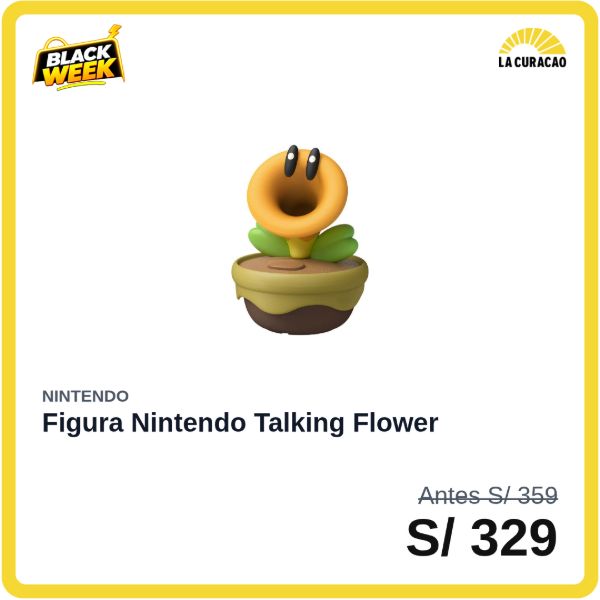 BLACK
WEEK
LA CURACAO
NINTENDO
Figura Nintendo Talking Flower
Antes S/ 359
S/ 329